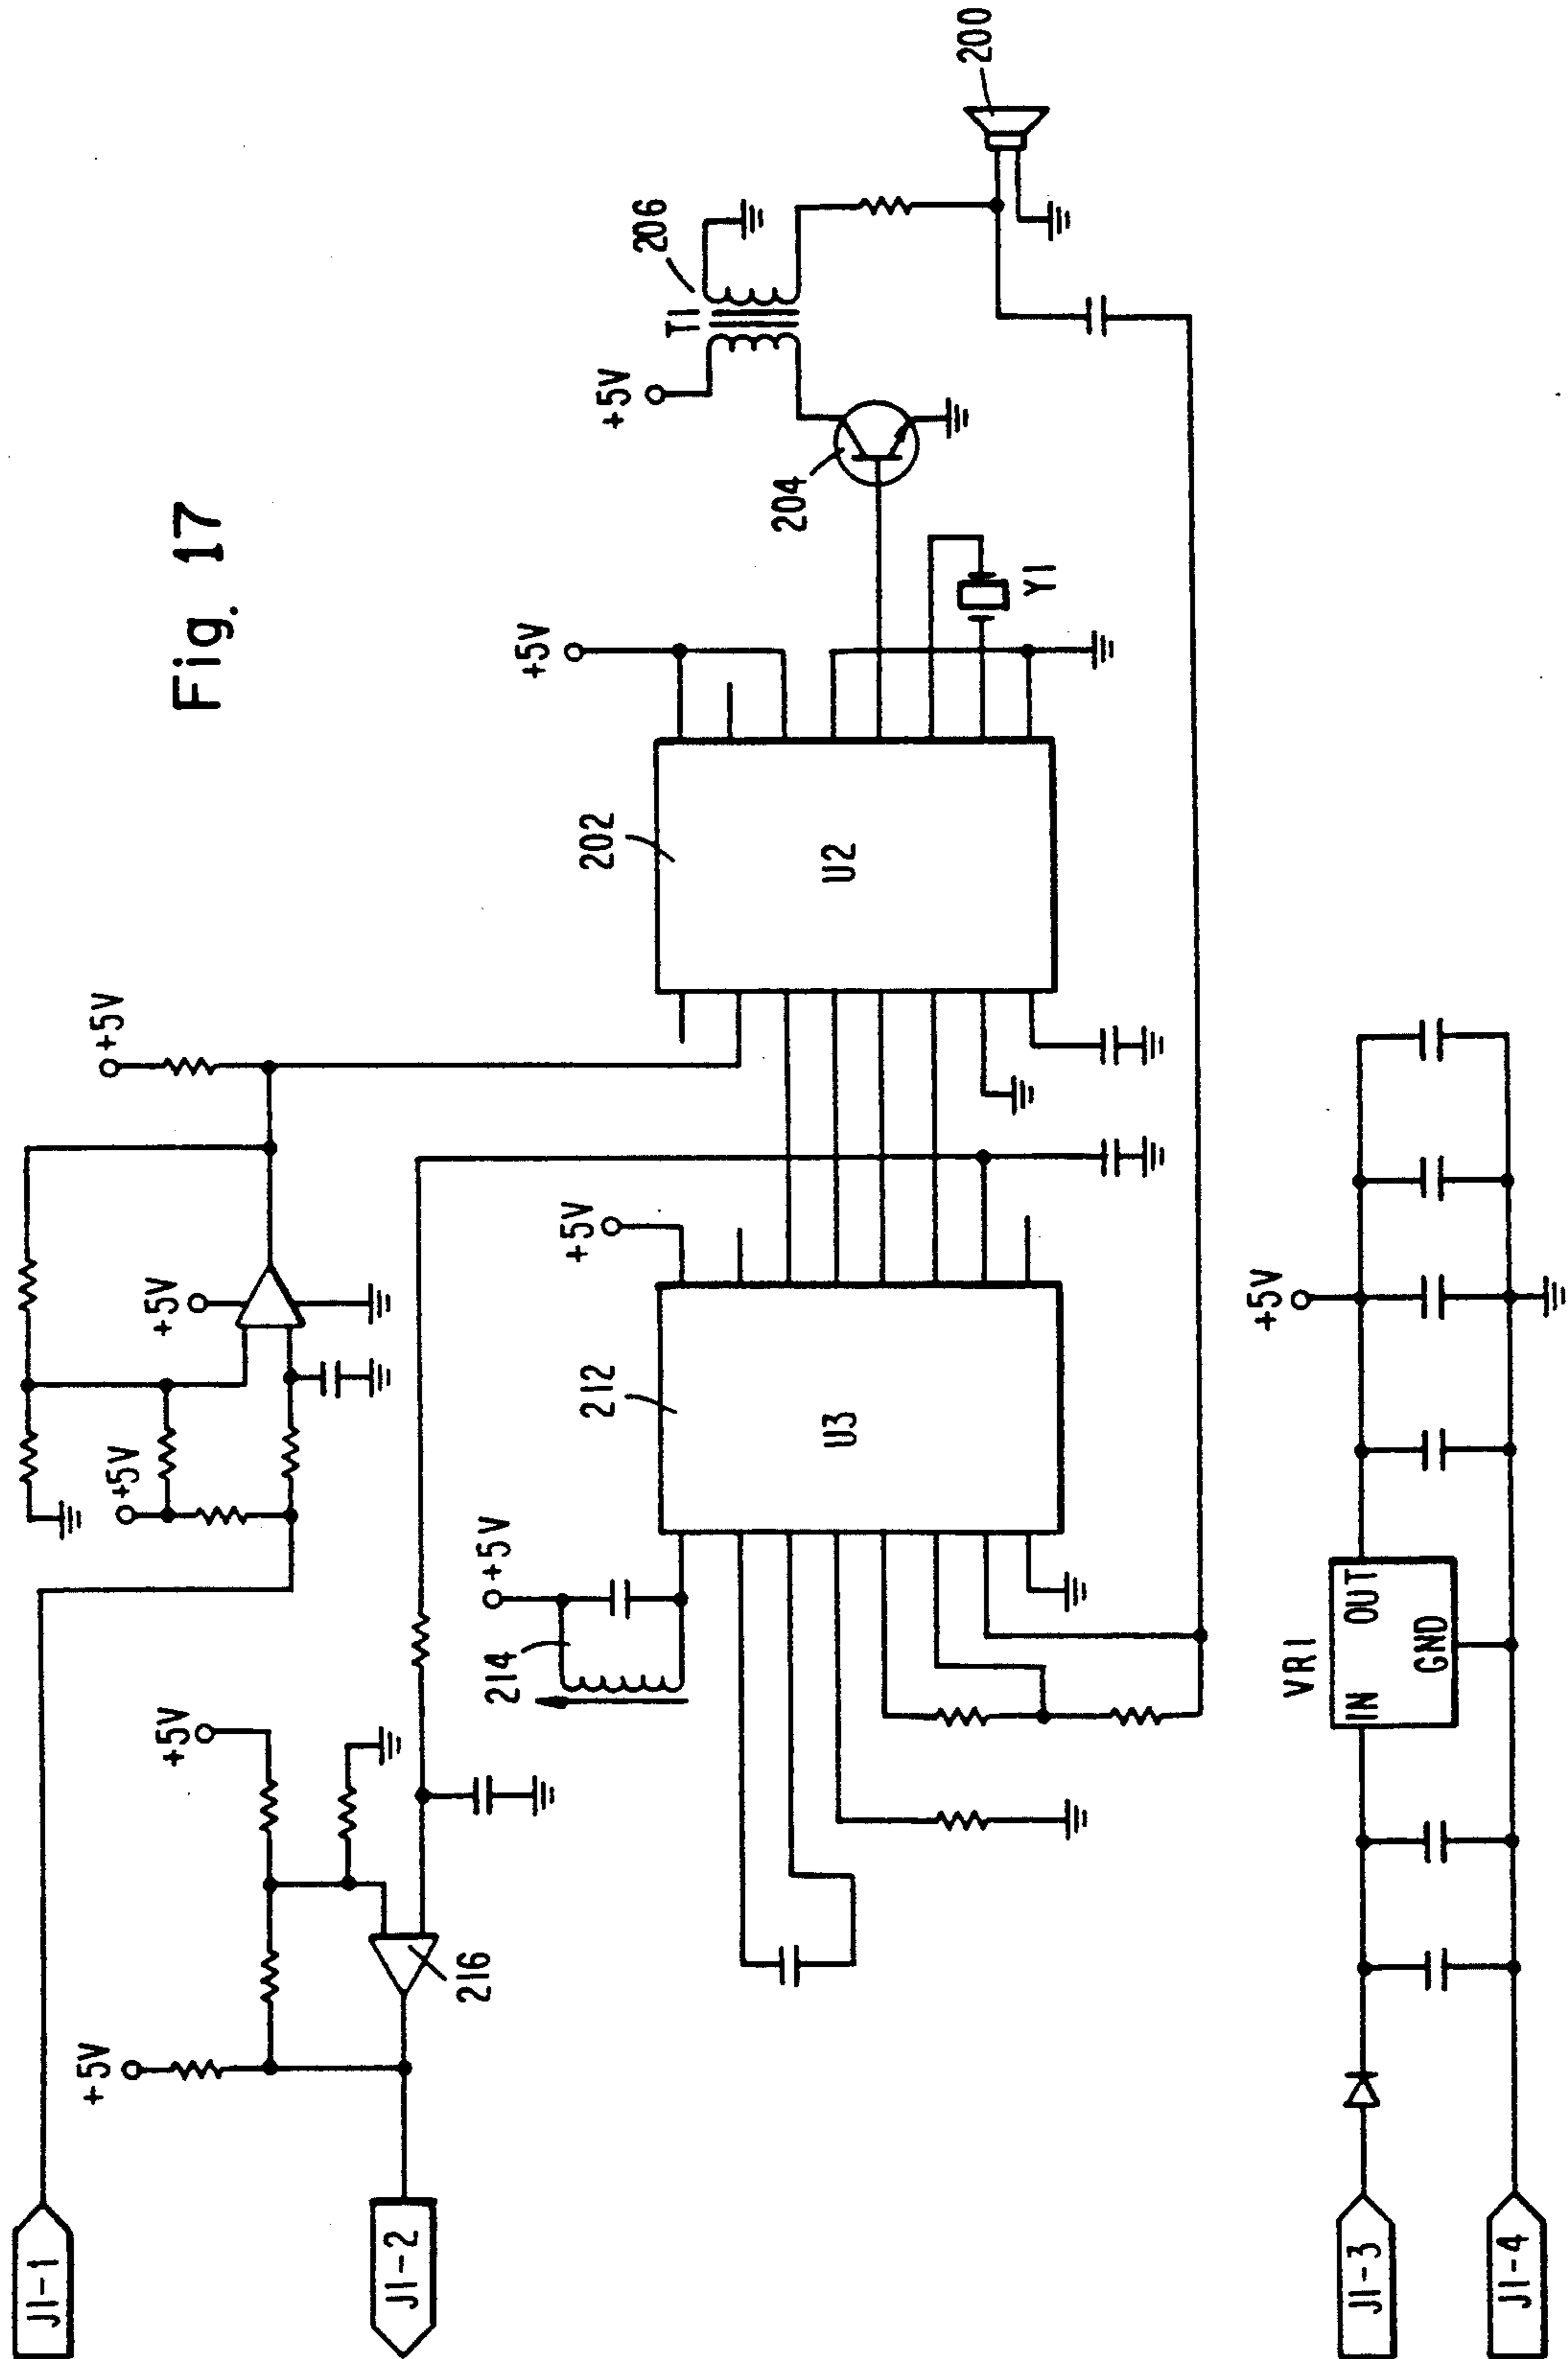 Fig. 17
J1-1
+5V
+5V
+5V
+5V
+5V
J1-2
216
214
+5V
+5V
212
U3
202
U2
+5V
Y1
204
+5V
T1
206
200
J1-3
VR1
IN
OUT
GND
+5V
J1-4